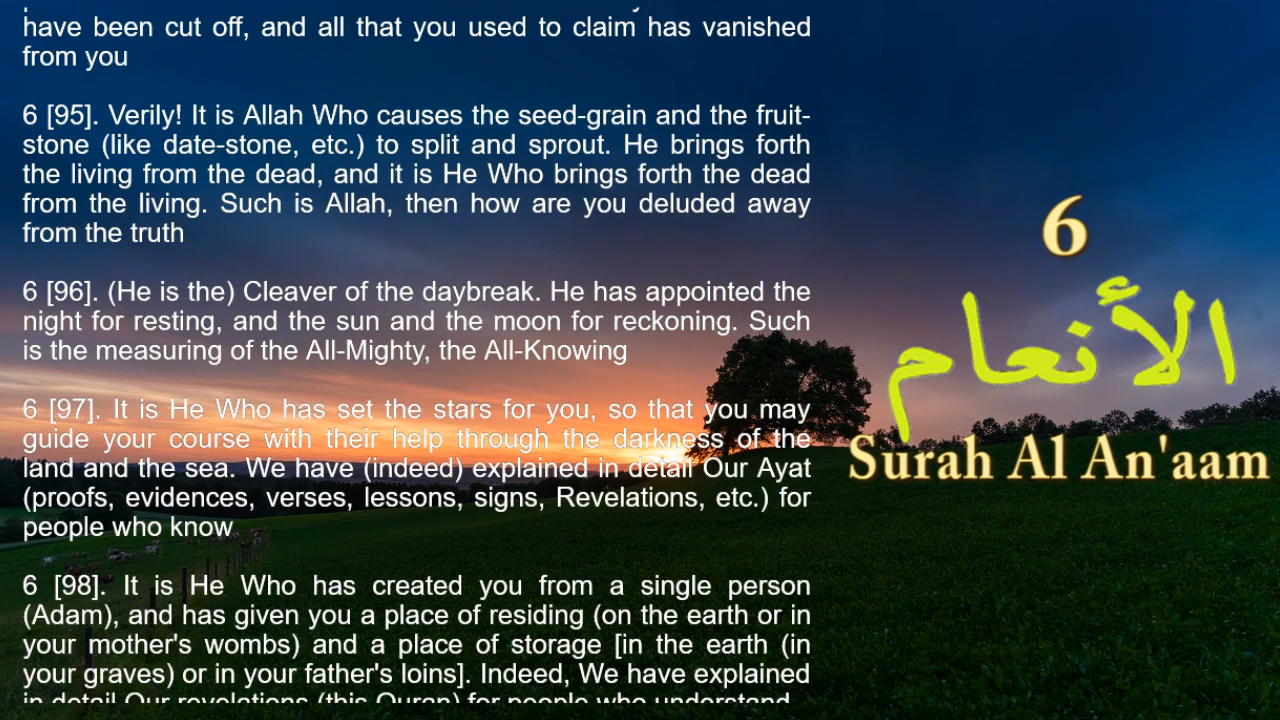 have been cut off, and all that you used to claim has vanished
from you
6 [95]. Verily! It is Allah Who causes the seed-grain and the fruit-
stone (like date-stone, etc.) to split and sprout. He brings forth
the living from the dead, and it is He Who brings forth the dead
from the living. Such is Allah, then how are you deluded away
from the truth
6 [96]. (He is the) Cleaver of the daybreak. He has appointed the
night for resting, and the sun and the moon for reckoning. Such
is the measuring of the All-Mighty, the All-Knowing
6 [97]. It is He Who has set the stars for you, so that you may
guide your course with their help through the darkness of the
land and the sea. We have (indeed) explained in detail Our Ayat
(proofs, evidences, verses, lessons, signs, Revelations, etc.) for
people who know
6 [98]. It is He Who has created you from a single person
(Adam), and has given you a place of residing (on the earth or in
your mother's wombs) and a place of storage [in the earth (in
your graves) or in your father's loins]. Indeed, We have explained
in detail Our revelations (this Quran) for people who understand
6
الأنعام
Surah Al An'aam